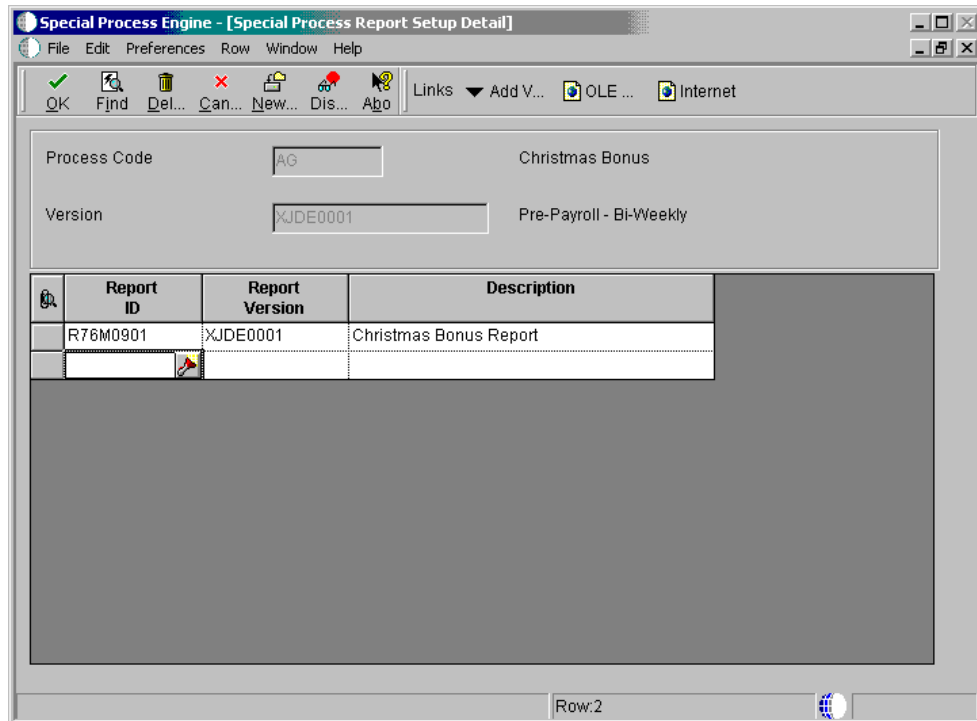 Special Process Engine - [Special Process Report Setup Detail]
File Edit Preferences Row Window Help
OK Find Del... Can... New... Dis... Abo Links Add V... OLE ... Internet
Process Code AG Christmas Bonus
Version XJDE0001 Pre-Payroll - Bi-Weekly
Report ID Report Version Description
R76M0901 XJDE0001 Christmas Bonus Report
Row:2